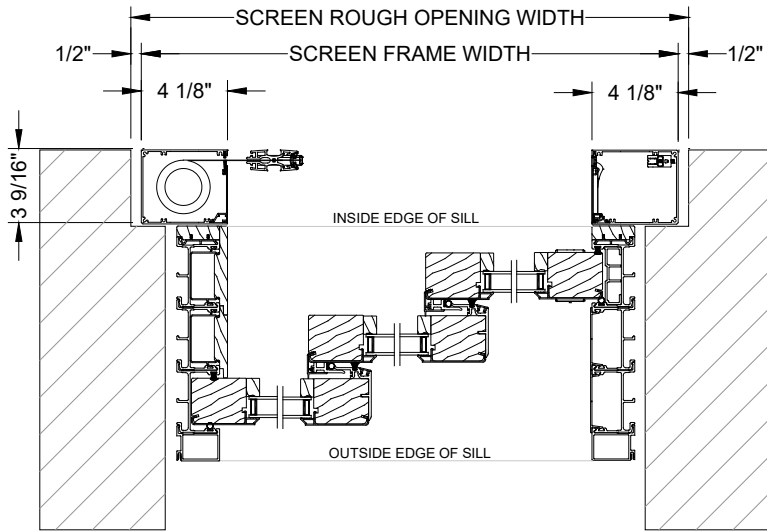 SCREEN ROUGH OPENING WIDTH
1/2" SCREEN FRAME WIDTH 1/2"
4 1/8" 4 1/8"
3 9/16"
INSIDE EDGE OF SILL
OUTSIDE EDGE OF SILL